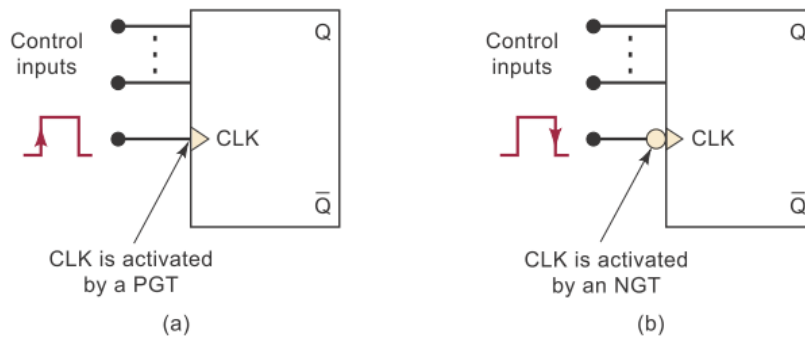 Control
inputs
Q
CLK
Q̅
CLK is activated
by a PGT
(a)
Control
inputs
Q
CLK
Q̅
CLK is activated
by an NGT
(b)